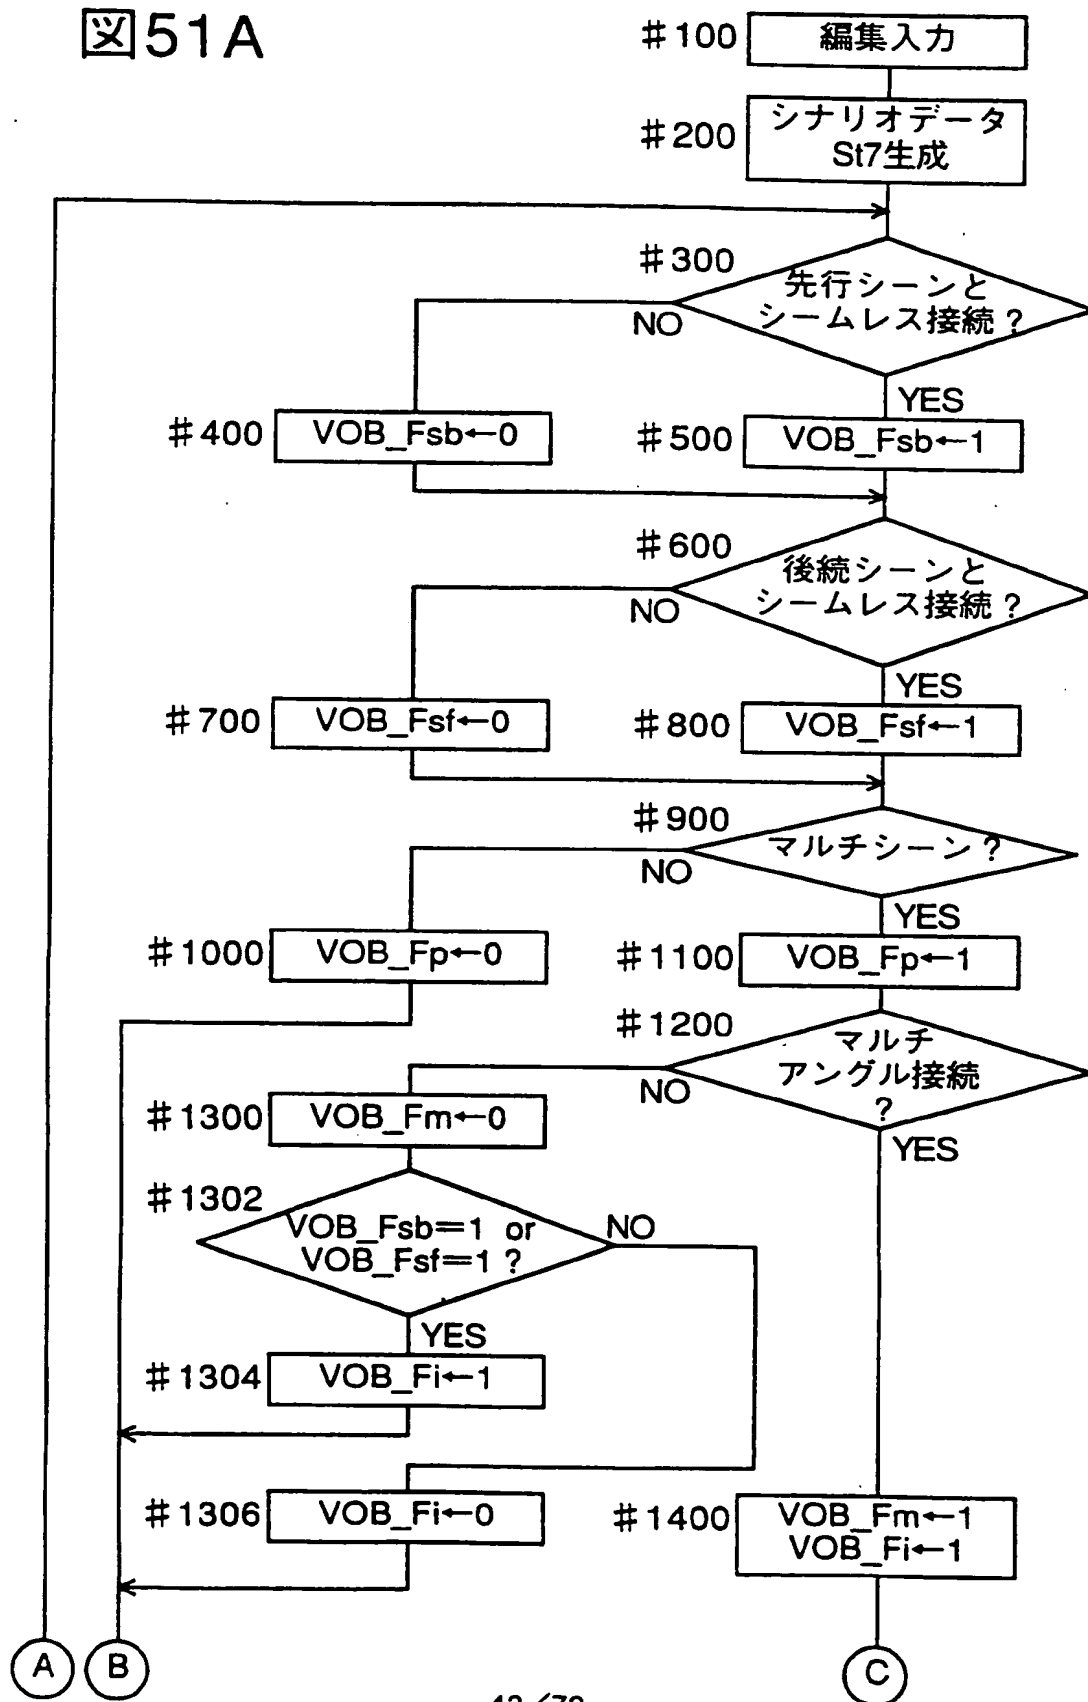 図51A
#100 編集入力
#200 シナリオデータ
St7生成
#300
先行シーンと
シームレス接続?
NO
YES
#400 VOB_Fsb←0
#500 VOB_Fsb←1
#600
後続シーンと
シームレス接続?
NO
YES
#700 VOB_Fsf←0
#800 VOB_Fsf←1
#900
マルチシーン?
NO
YES
#1000 VOB_Fp←0
#1100 VOB_Fp←1
#1200
マルチ
アングル接続
?
NO
YES
#1300 VOB_Fm←0
#1302
VOB_Fsb=1 or
VOB_Fsf=1 ?
NO
YES
#1304 VOB_Fi←1
#1306 VOB_Fi←0
#1400 VOB_Fm←1
VOB_Fi←1
A B C